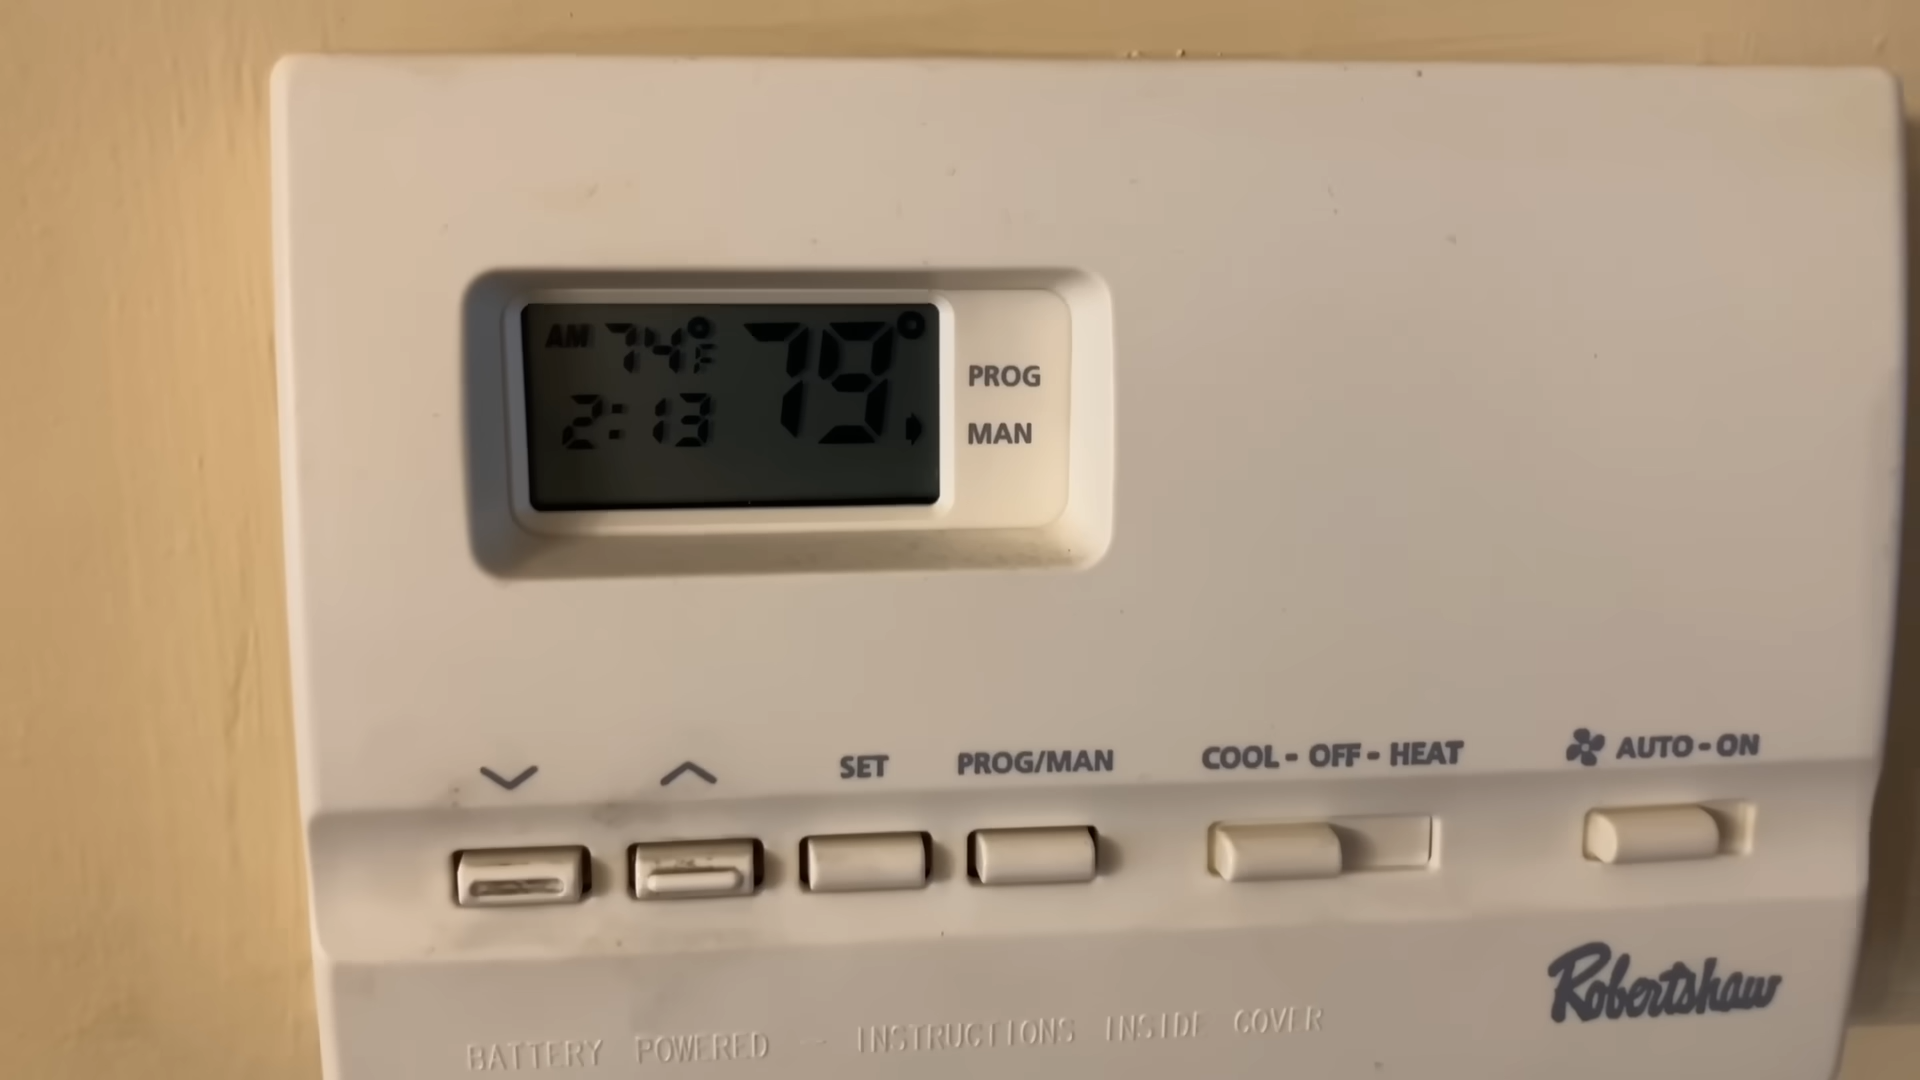 AM 74°F 79°
2:13
PROG
MAN
SET PROG/MAN COOL - OFF - HEAT AUTO - ON
Robertshaw
BATTERY POWERED — INSTRUCTIONS INSIDE COVER